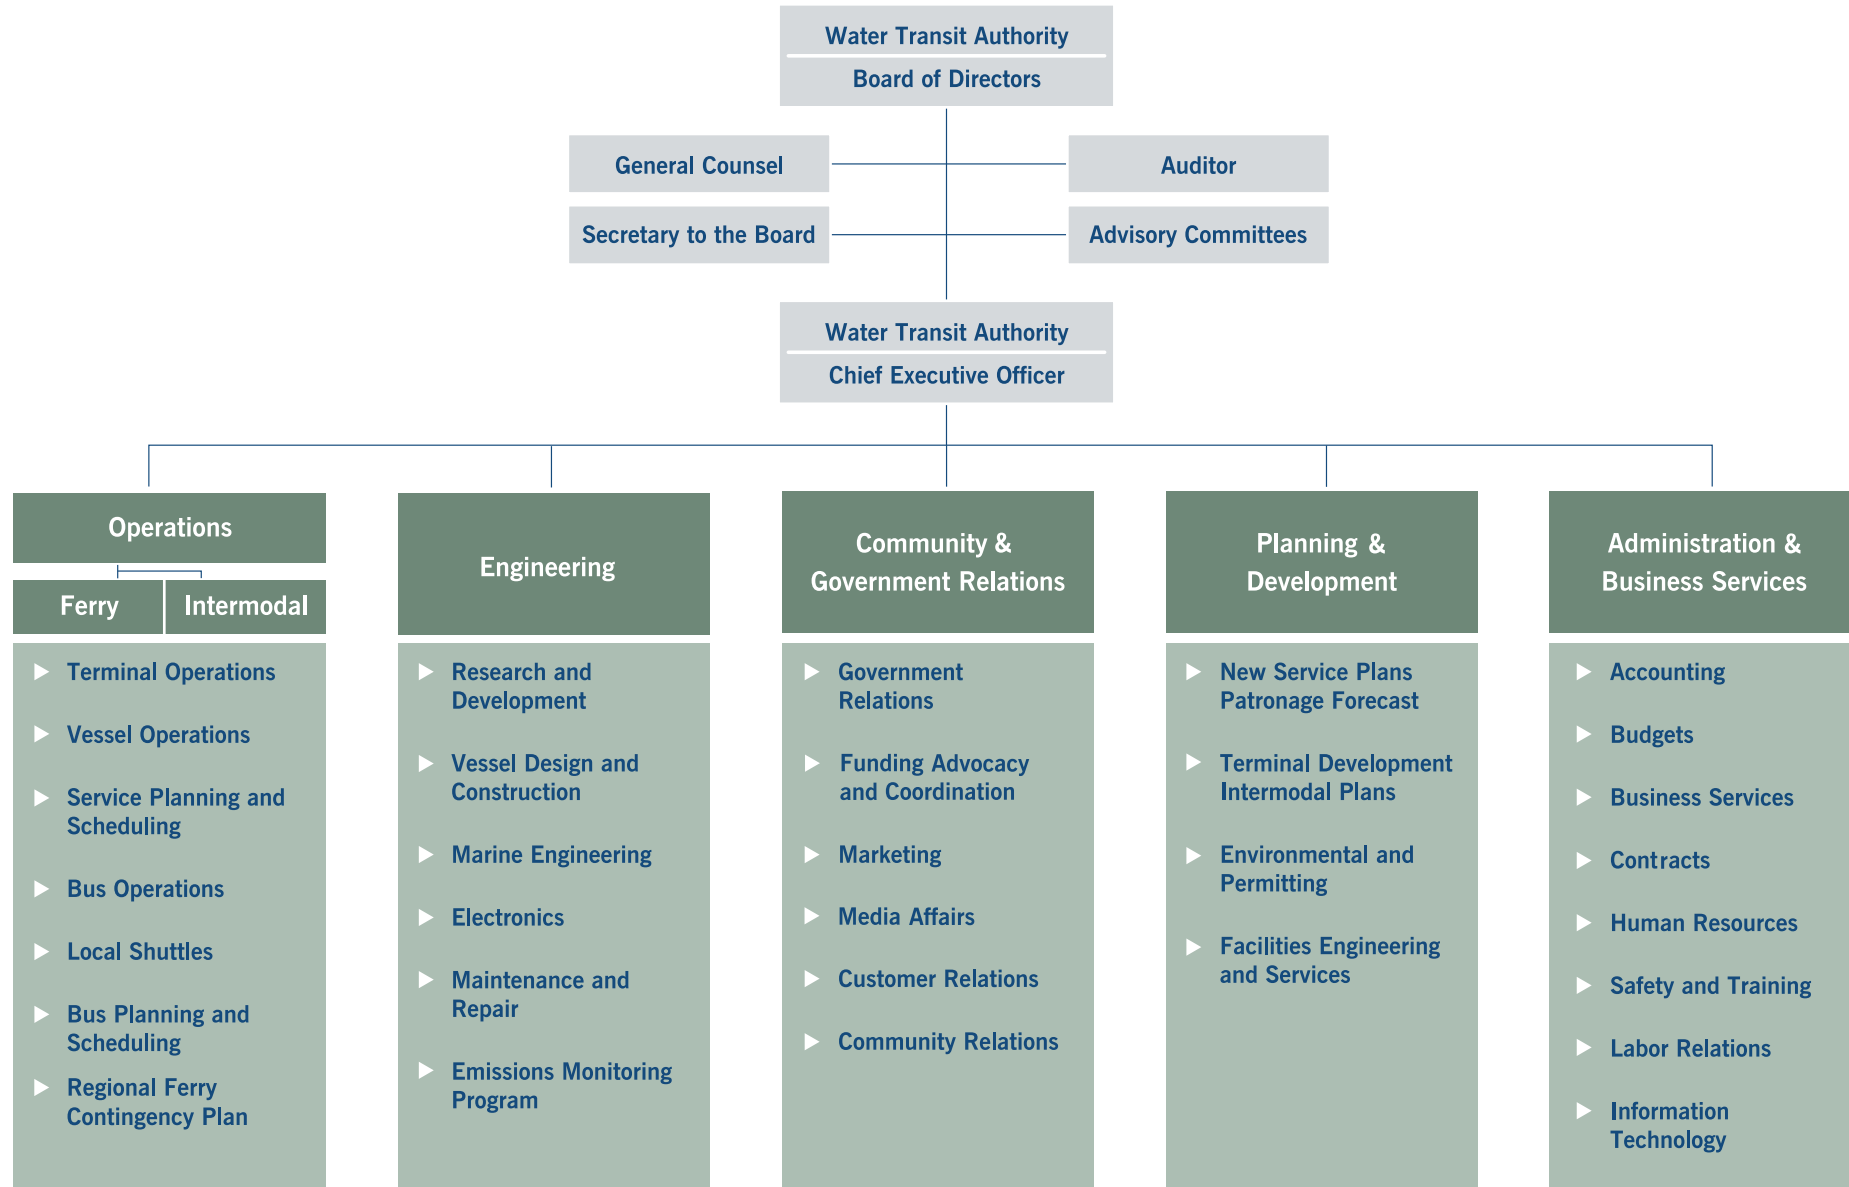 Water Transit Authority
Board of Directors
General Counsel
Auditor
Secretary to the Board
Advisory Committees
Water Transit Authority
Chief Executive Officer
Operations
Ferry
Intermodal
Terminal Operations
Vessel Operations
Service Planning and
Scheduling
Bus Operations
Local Shuttles
Bus Planning and
Scheduling
Regional Ferry
Contingency Plan
Engineering
Research and
Development
Vessel Design and
Construction
Marine Engineering
Electronics
Maintenance and
Repair
Emissions Monitoring
Program
Community &
Government Relations
Government
Relations
Funding Advocacy
and Coordination
Marketing
Media Affairs
Customer Relations
Community Relations
Planning &
Development
New Service Plans
Patronage Forecast
Terminal Development
Intermodal Plans
Environmental and
Permitting
Facilities Engineering
and Services
Administration &
Business Services
Accounting
Budgets
Business Services
Contracts
Human Resources
Safety and Training
Labor Relations
Information
Technology